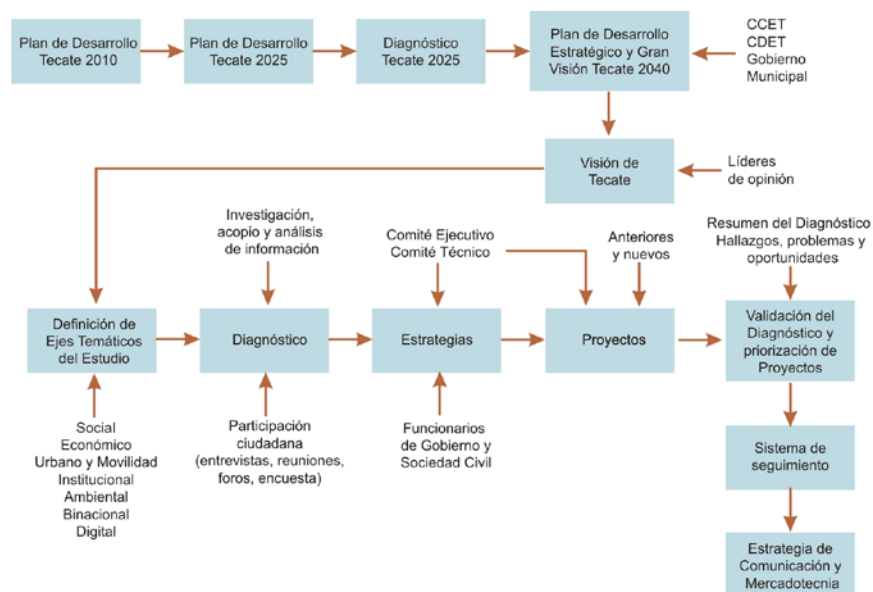 Plan de Desarrollo
Tecate 2010
Plan de Desarrollo
Tecate 2025
Diagnóstico
Tecate 2025
Plan de Desarrollo
Estratégico y Gran
Visión Tecate 2040
CCET
CDET
Gobierno
Municipal
Visión de
Tecate
Líderes
de opinión
Investigación,
acopio y análisis
de información
Comité Ejecutivo
Comité Técnico
Anteriores
y nuevos
Resumen del Diagnóstico
Hallazgos, problemas y
oportunidades
Definición de
Ejes Temáticos
del Estudio
Diagnóstico
Estrategias
Proyectos
Validación del
Diagnóstico y
priorización de
Proyectos
Social
Económico
Urbano y Movilidad
Institucional
Ambiental
Binacional
Digital
Participación
ciudadana
(entrevistas, reuniones,
foros, encuesta)
Funcionarios
de Gobierno y
Sociedad Civil
Sistema de
seguimiento
Estrategia de
Comunicación y
Mercadotecnia